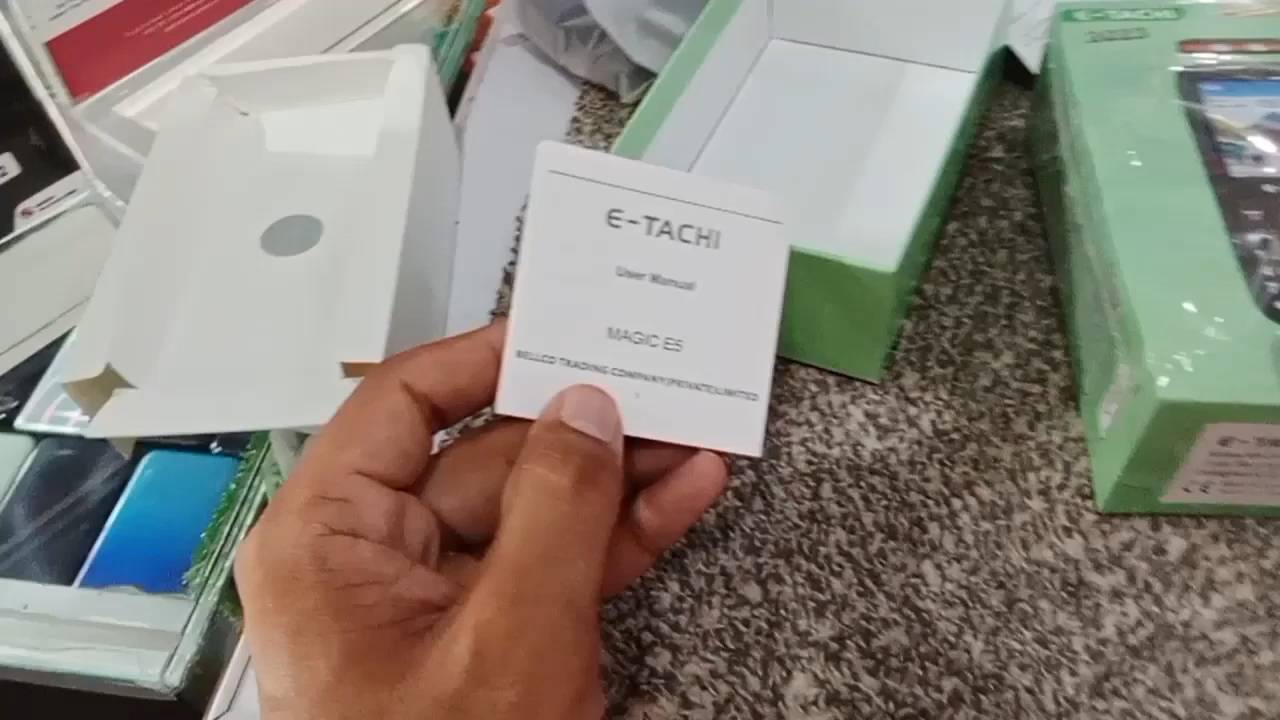 E-TACHI
User Manual
MAGIC E5
BELLCO TRADING COMPANY(PRIVATE)LIMITED
E-TACHI